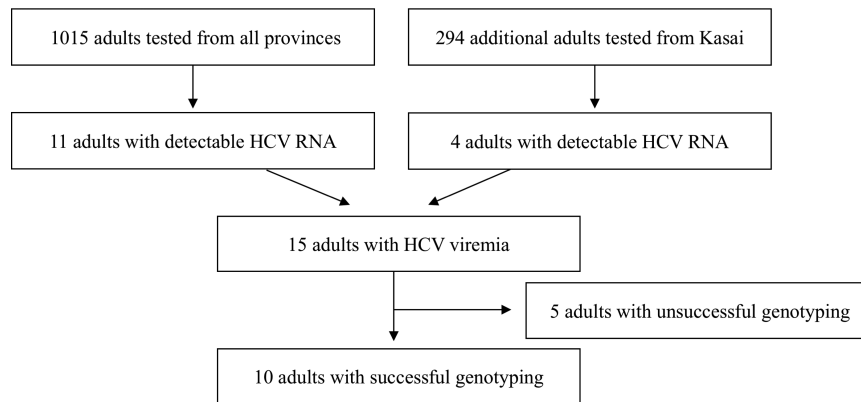 1015 adults tested from all provinces
294 additional adults tested from Kasai
11 adults with detectable HCV RNA
4 adults with detectable HCV RNA
15 adults with HCV viremia
5 adults with unsuccessful genotyping
10 adults with successful genotyping